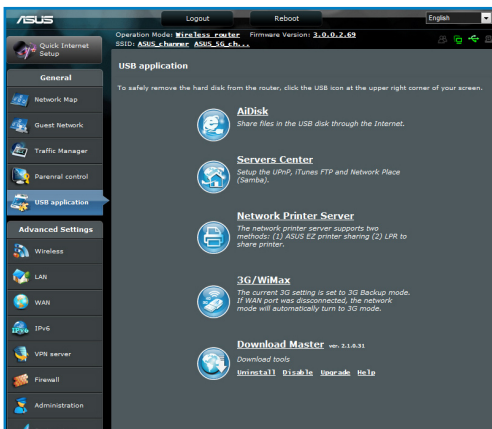 ASUS
Logout
Reboot
English
Quick Internet
Setup
Operation Mode: Wireless router Firmware Version: 3.0.0.2.69
SSID: ASUS_channer ASUS_5G_ch...
General
Network Map
Guest Network
Traffic Manager
Parenral control
USB application
Advanced Settings
Wireless
LAN
WAN
IPv6
VPN server
Firewall
Administration
USB application
To safely remove the hard disk from the router, click the USB icon at the upper right corner of your screen.
AiDisk
Share files in the USB disk through the Internet.
Servers Center
Setup the UPnP, iTunes FTP and Network Place
(Samba).
Network Printer Server
The network printer server supports two
methods: (1) ASUS EZ printer sharing (2) LPR to
share printer.
3G/WiMax
The current 3G setting is set to 3G Backup mode.
If WAN port was dissconnected, the network
mode will automatically turn to 3G mode.
Download Master ver. 2.1.0.31
Download tools
Uninstall Disable Upgrade Help